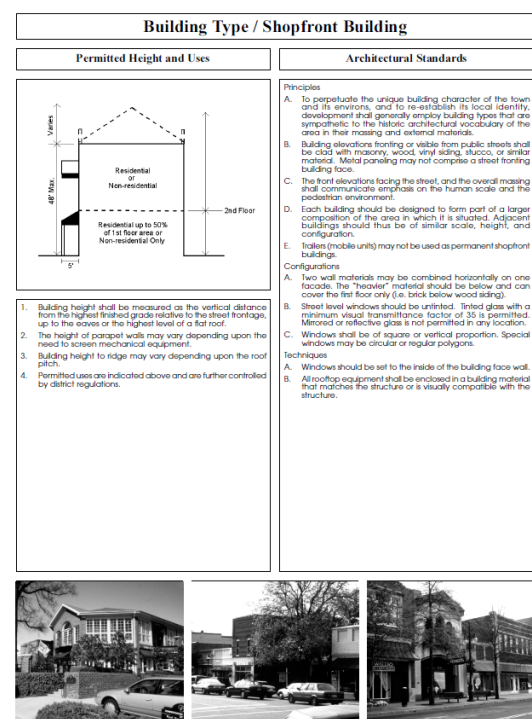 Building Type / Shopfront Building
Permitted Height and Uses
Varies
48' Max.
Residential
or
Non-residential
2nd Floor
Residential up to 50%
of 1st floor area or
Non-residential Only
5'
1. Building height shall be measured as the vertical distance
from the highest finished grade relative to the street frontage,
up to the eaves or the highest level of a flat roof.
2. The height of parapet walls may vary depending upon the
need to screen mechanical equipment.
3. Building height to ridge may vary depending upon the roof
pitch.
4. Permitted uses are indicated above and are further controlled
by district regulations.
Architectural Standards
Principles
A. To perpetuate the unique building character of the town
and its environs, and to re-establish its local identity,
development shall generally employ building types that are
sympathetic to the historic architectural vocabulary of the
area in their massing and external materials.
B. Building elevations fronting or visible from public streets shall
be clad with masonry, wood, vinyl siding, stucco, or similar
material. Metal paneling may not comprise a street fronting
building face.
C. The front elevations facing the street, and the overall massing
shall communicate emphasis on the human scale and the
pedestrian environment.
D. Each building should be designed to form part of a larger
composition of the area in which it is situated. Adjacent
buildings should thus be of similar scale, height, and
configuration.
E. Trailers (mobile units) may not be used as permanent shopfront
buildings.
Configurations
A. Two wall materials may be combined horizontally on one
facade. The "heavier" material should be below and can
cover the first floor only (i.e. brick below wood siding).
B. Street level windows should be untinted. Tinted glass with a
minimum visual transmittance factor of 35 is permitted.
Mirrored or reflective glass is not permitted in any location.
C. Windows shall be of square or vertical proportion. Special
windows may be circular or regular polygons.
Techniques
A. Windows should be set to the inside of the building face wall.
B. All rooftop equipment shall be enclosed in a building material
that matches the structure or is visually compatible with the
structure.